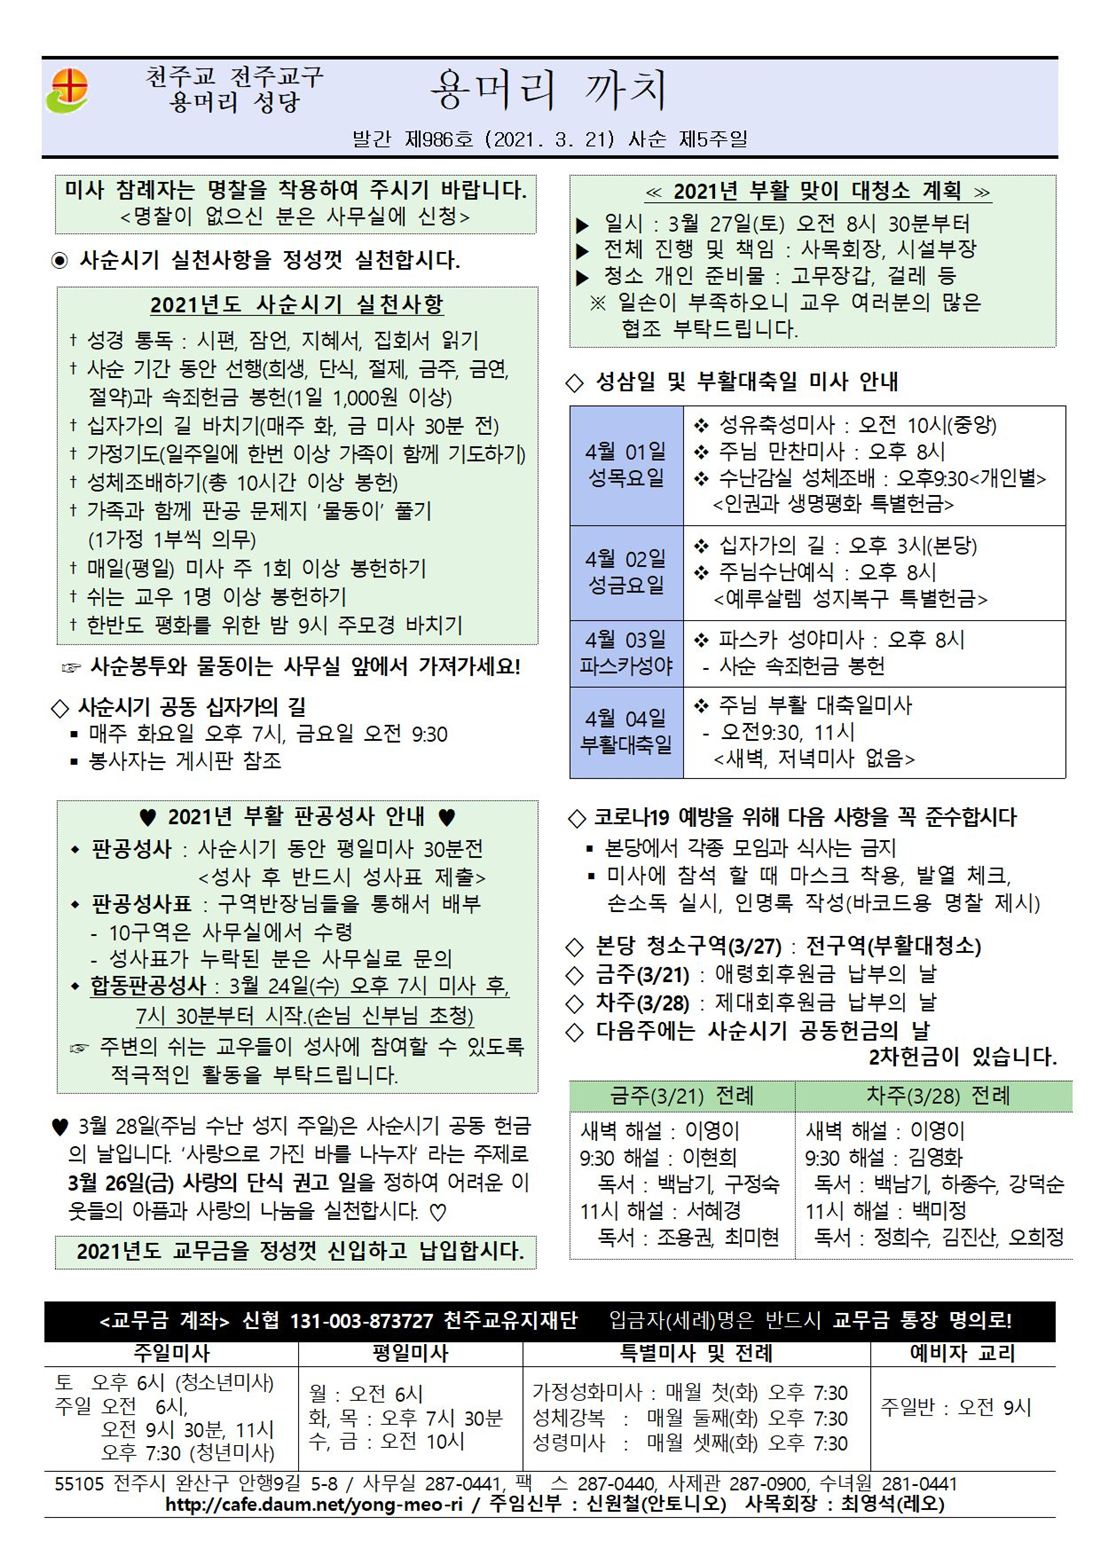 천주교 전주교구
용머리 성당
용머리 까치
발간 제986호 (2021. 3. 21) 사순 제5주일
미사 참례자는 명찰을 착용하여 주시기 바랍니다.
<명찰이 없으신 분은 사무실에 신청>
◉ 사순시기 실천사항을 정성껏 실천합시다.
2021년도 사순시기 실천사항
† 성경 통독 : 시편, 잠언, 지혜서, 집회서 읽기
† 사순 기간 동안 선행(희생, 단식, 절제, 금주, 금연,
절약)과 속죄헌금 봉헌(1일 1,000원 이상)
† 십자가의 길 바치기(매주 화, 금 미사 30분 전)
† 가정기도(일주일에 한번 이상 가족이 함께 기도하기)
† 성체조배하기(총 10시간 이상 봉헌)
† 가족과 함께 판공 문제지 ‘물동이’ 풀기
(1가정 1부씩 의무)
† 매일(평일) 미사 주 1회 이상 봉헌하기
† 쉬는 교우 1명 이상 봉헌하기
† 한반도 평화를 위한 밤 9시 주모경 바치기
☞ 사순봉투와 물동이는 사무실 앞에서 가져가세요!
◇ 사순시기 공동 십자가의 길
▪ 매주 화요일 오후 7시, 금요일 오전 9:30
▪ 봉사자는 게시판 참조
♥ 2021년 부활 판공성사 안내 ♥
◆ 판공성사 : 사순시기 동안 평일미사 30분전
<성사 후 반드시 성사표 제출>
◆ 판공성사표 : 구역반장님들을 통해서 배부
- 10구역은 사무실에서 수령
- 성사표가 누락된 분은 사무실로 문의
◆ 합동판공성사 : 3월 24일(수) 오후 7시 미사 후,
7시 30분부터 시작.(손님 신부님 초청)
☞ 주변의 쉬는 교우들이 성사에 참여할 수 있도록
적극적인 활동을 부탁드립니다.
♥ 3월 28일(주님 수난 성지 주일)은 사순시기 공동 헌금
의 날입니다. ‘사랑으로 가진 바를 나누자’ 라는 주제로
3월 26일(금) 사랑의 단식 권고 일을 정하여 어려운 이
웃들의 아픔과 사랑의 나눔을 실천합시다. ♡
2021년도 교무금을 정성껏 신입하고 납입합시다.
≪ 2021년 부활 맞이 대청소 계획 ≫
▶ 일시 : 3월 27일(토) 오전 8시 30분부터
▶ 전체 진행 및 책임 : 사목회장, 시설부장
▶ 청소 개인 준비물 : 고무장갑, 걸레 등
※ 일손이 부족하오니 교우 여러분의 많은
협조 부탁드립니다.
◇ 성삼일 및 부활대축일 미사 안내
4월 01일
성목요일
❖ 성유축성미사 : 오전 10시(중앙)
❖ 주님 만찬미사 : 오후 8시
❖ 수난감실 성체조배 : 오후9:30<개인별>
<인권과 생명평화 특별헌금>
4월 02일
성금요일
❖ 십자가의 길 : 오후 3시(본당)
❖ 주님수난예식 : 오후 8시
<예루살렘 성지복구 특별헌금>
4월 03일
파스카성야
❖ 파스카 성야미사 : 오후 8시
- 사순 속죄헌금 봉헌
4월 04일
부활대축일
❖ 주님 부활 대축일미사
- 오전9:30, 11시
<새벽, 저녁미사 없음>
◇ 코로나19 예방을 위해 다음 사항을 꼭 준수합시다
▪ 본당에서 각종 모임과 식사는 금지
▪ 미사에 참석 할 때 마스크 착용, 발열 체크,
손소독 실시, 인명록 작성(바코드용 명찰 제시)
◇ 본당 청소구역(3/27) : 전구역(부활대청소)
◇ 금주(3/21) : 애령회후원금 납부의 날
◇ 차주(3/28) : 제대회후원금 납부의 날
◇ 다음주에는 사순시기 공동헌금의 날
2차헌금이 있습니다.
금주(3/21) 전례
새벽 해설 : 이영이
9:30 해설 : 이현희
독서 : 백남기, 구정숙
11시 해설 : 서혜경
독서 : 조용권, 최미현
차주(3/28) 전례
새벽 해설 : 이영이
9:30 해설 : 김영화
독서 : 백남기, 하종수, 강덕순
11시 해설 : 백미정
독서 : 정희수, 김진산, 오희정
<교무금 계좌> 신협 131-003-873727 천주교유지재단 입금자(세례)명은 반드시 교무금 통장 명의로!
주일미사
토 오후 6시 (청소년미사)
주일 오전 6시,
오전 9시 30분, 11시
오후 7:30 (청년미사)
평일미사
월 : 오전 6시
화, 목 : 오후 7시 30분
수, 금 : 오전 10시
특별미사 및 전례
가정성화미사 : 매월 첫(화) 오후 7:30
성체강복 : 매월 둘째(화) 오후 7:30
성령미사 : 매월 셋째(화) 오후 7:30
예비자 교리
주일반 : 오전 9시
55105 전주시 완산구 안행9길 5-8 / 사무실 287-0441, 팩 스 287-0440, 사제관 287-0900, 수녀원 281-0441
http://cafe.daum.net/yong-meo-ri / 주임신부 : 신원철(안토니오) 사목회장 : 최영석(레오)